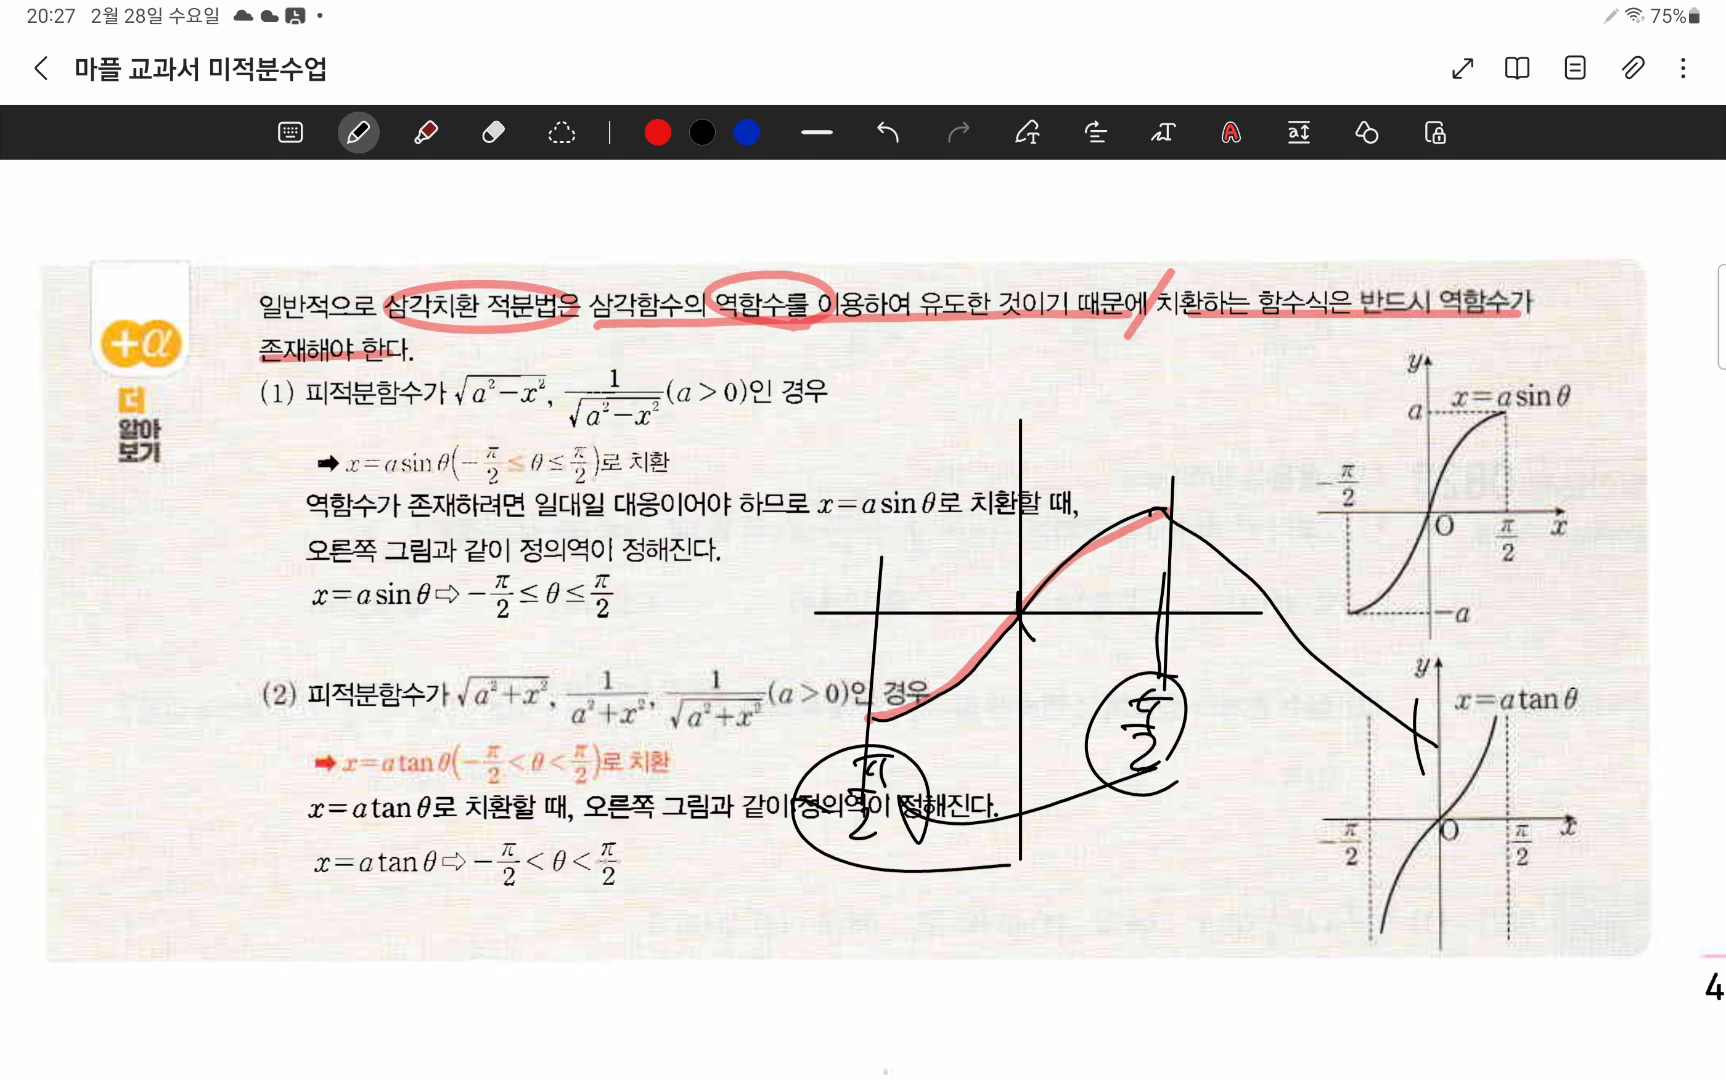 20:27 2월 28일 수요일
75%
마플 교과서 미적분수업
+α
더
알아
보기
일반적으로 삼각치환 적분법은 삼각함수의 역함수를 이용하여 유도한 것이기 때문에 치환하는 함수식은 반드시 역함수가
존재해야 한다.
(1) 피적분함수가 √(a²−x²), 1/√(a²−x²) (a>0)인 경우
➡ x=a sin θ(−π/2 ≤ θ ≤ π/2)로 치환
역함수가 존재하려면 일대일 대응이어야 하므로 x=a sin θ로 치환할 때,
오른쪽 그림과 같이 정의역이 정해진다.
x=a sin θ ⇨ −π/2 ≤ θ ≤ π/2
(2) 피적분함수가 √(a²+x²), 1/(a²+x²), 1/√(a²+x²) (a>0)인 경우
➡ x=a tan θ(−π/2 < θ < π/2)로 치환
x=a tan θ로 치환할 때, 오른쪽 그림과 같이 정의역이 정해진다.
x=a tan θ ⇨ −π/2 < θ < π/2
y
x=a sin θ
a
−π/2
O
π/2
x
−a
y
x=a tan θ
−π/2
O
π/2
x
π/2
4